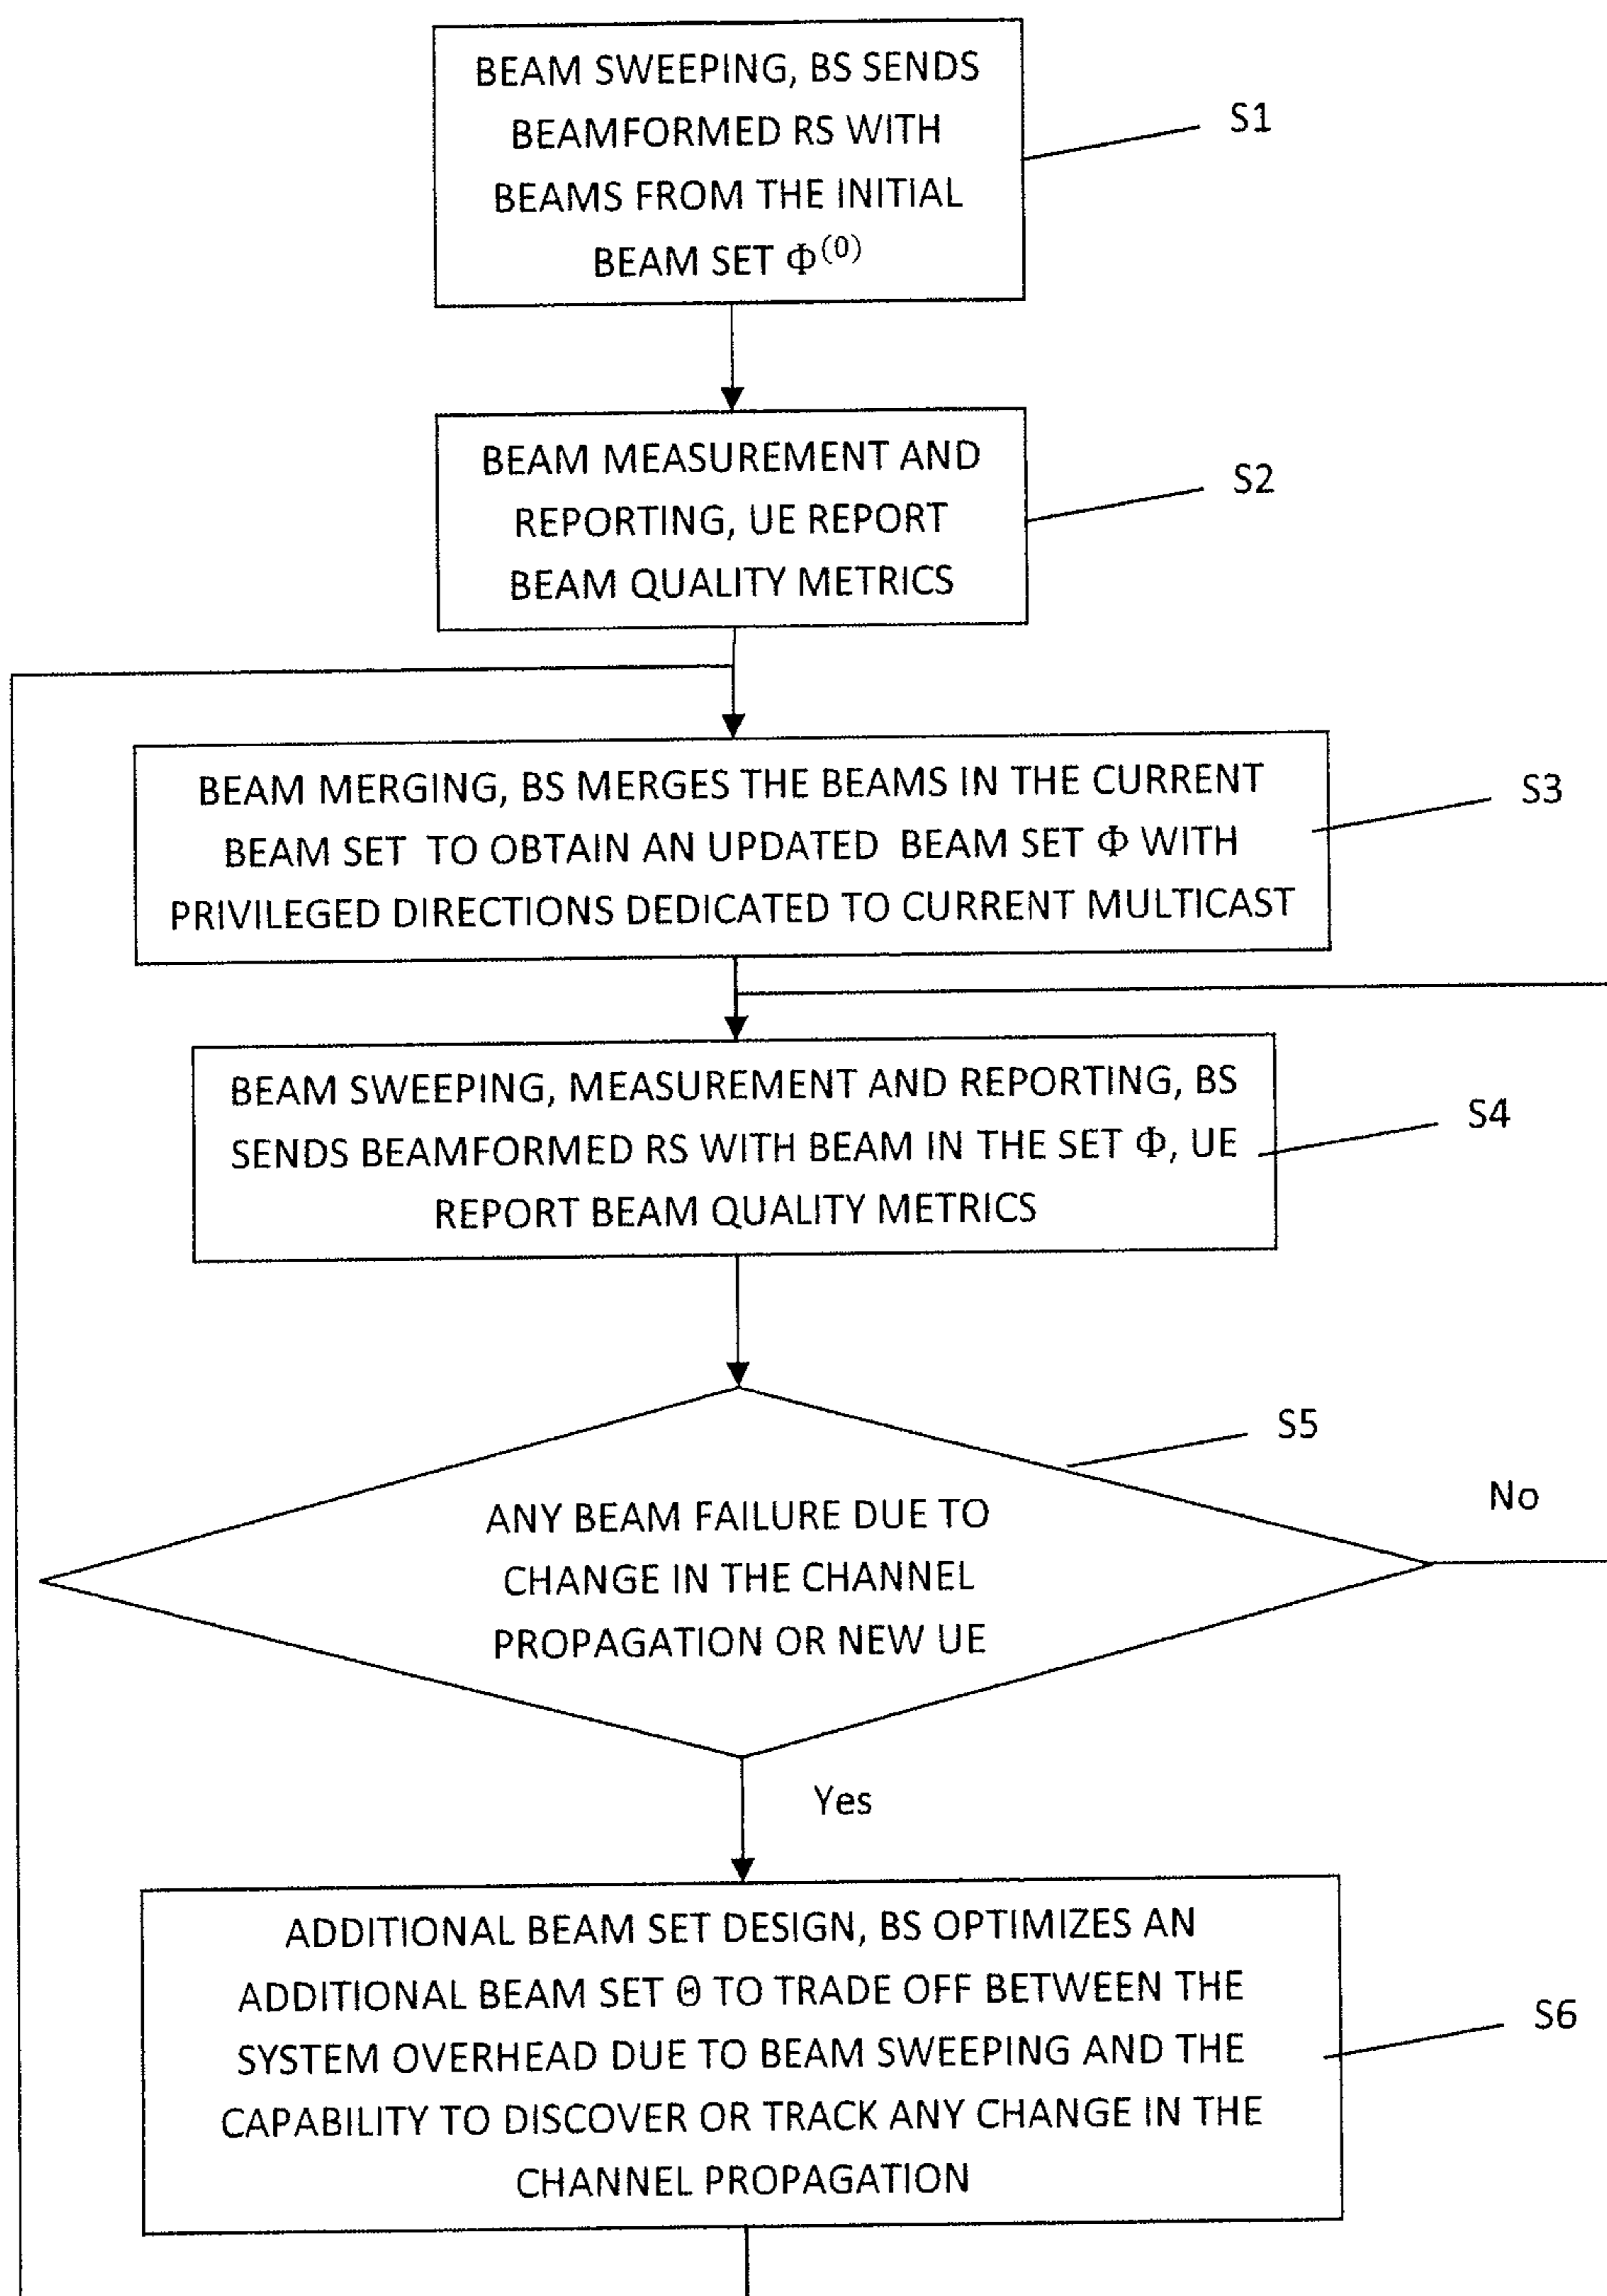 BEAM SWEEPING, BS SENDS
BEAMFORMED RS WITH
BEAMS FROM THE INITIAL
BEAM SET Φ⁽⁰⁾
S1
BEAM MEASUREMENT AND
REPORTING, UE REPORT
BEAM QUALITY METRICS
S2
BEAM MERGING, BS MERGES THE BEAMS IN THE CURRENT
BEAM SET TO OBTAIN AN UPDATED BEAM SET Φ WITH
PRIVILEGED DIRECTIONS DEDICATED TO CURRENT MULTICAST
S3
BEAM SWEEPING, MEASUREMENT AND REPORTING, BS
SENDS BEAMFORMED RS WITH BEAM IN THE SET Φ, UE
REPORT BEAM QUALITY METRICS
S4
ANY BEAM FAILURE DUE TO
CHANGE IN THE CHANNEL
PROPAGATION OR NEW UE
S5
No
Yes
ADDITIONAL BEAM SET DESIGN, BS OPTIMIZES AN
ADDITIONAL BEAM SET Θ TO TRADE OFF BETWEEN THE
SYSTEM OVERHEAD DUE TO BEAM SWEEPING AND THE
CAPABILITY TO DISCOVER OR TRACK ANY CHANGE IN THE
CHANNEL PROPAGATION
S6